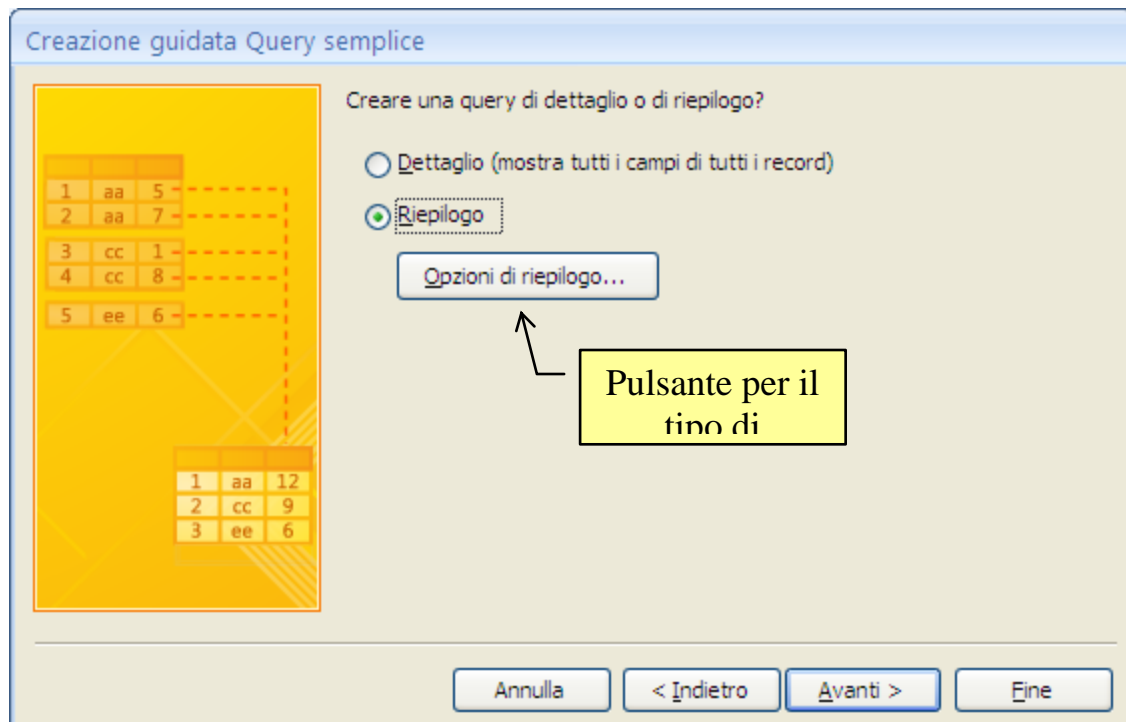 Creazione guidata Query semplice
Creare una query di dettaglio o di riepilogo?
Dettaglio (mostra tutti i campi di tutti i record)
Riepilogo
Opzioni di riepilogo...
Pulsante per il
tipo di
1 aa 5
2 aa 7
3 cc 1
4 cc 8
5 ee 6
1 aa 12
2 cc 9
3 ee 6
Annulla
< Indietro
Avanti >
Fine